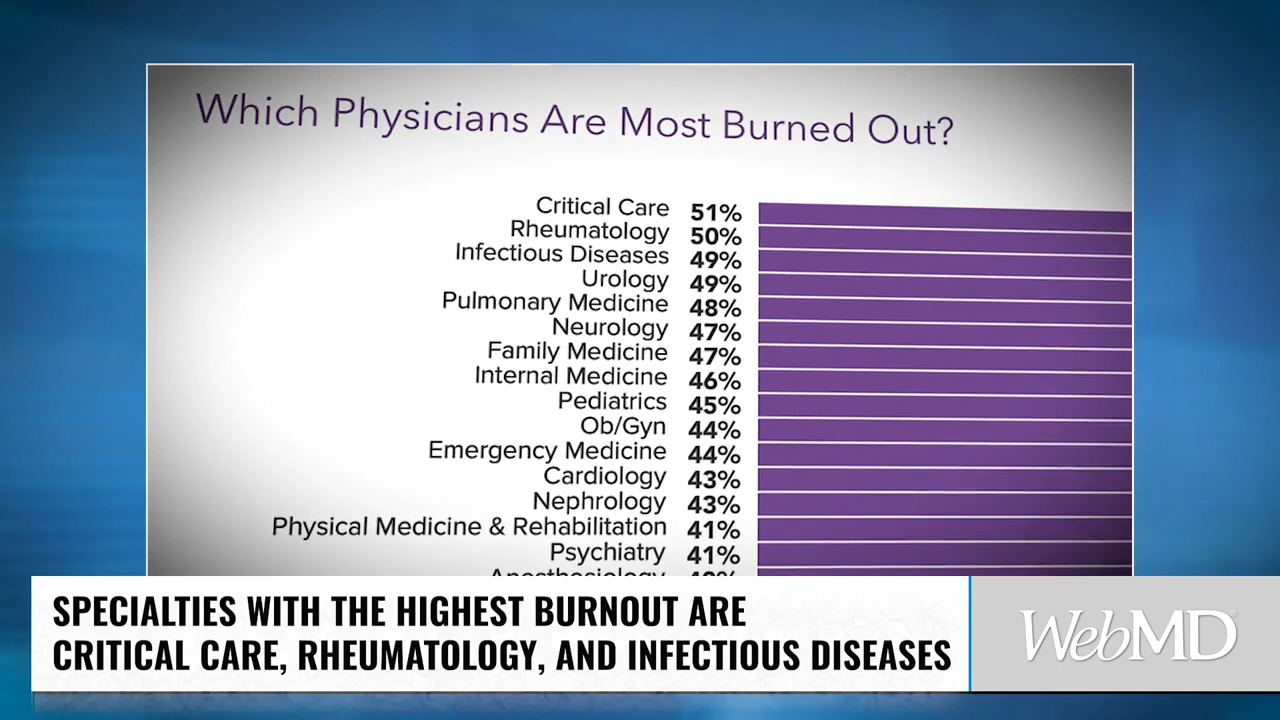 Which Physicians Are Most Burned Out?
Critical Care 51%
Rheumatology 50%
Infectious Diseases 49%
Urology 49%
Pulmonary Medicine 48%
Neurology 47%
Family Medicine 47%
Internal Medicine 46%
Pediatrics 45%
Ob/Gyn 44%
Emergency Medicine 44%
Cardiology 43%
Nephrology 43%
Physical Medicine & Rehabilitation 41%
Psychiatry 41%
SPECIALTIES WITH THE HIGHEST BURNOUT ARE
CRITICAL CARE, RHEUMATOLOGY, AND INFECTIOUS DISEASES
WebMD